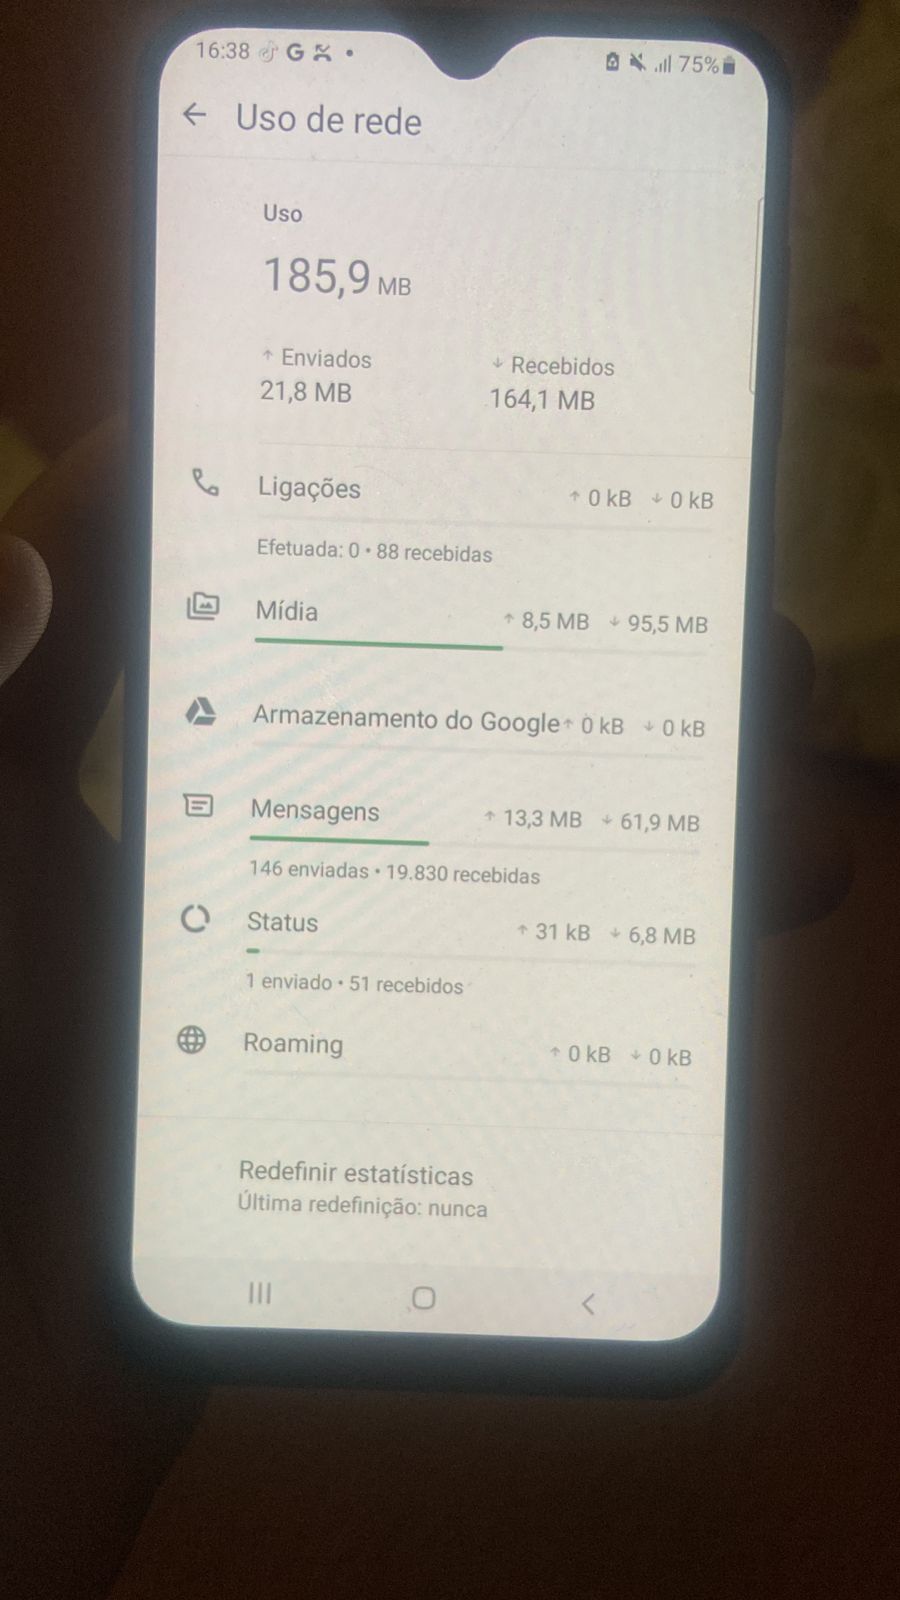 16:38 G 75%
Uso de rede
Uso
185,9 MB
↑ Enviados ↓ Recebidos
21,8 MB 164,1 MB
Ligações ↑ 0 kB ↓ 0 kB
Efetuada: 0 • 88 recebidas
Mídia ↑ 8,5 MB ↓ 95,5 MB
Armazenamento do Google ↑ 0 kB ↓ 0 kB
Mensagens ↑ 13,3 MB ↓ 61,9 MB
146 enviadas • 19.830 recebidas
Status ↑ 31 kB ↓ 6,8 MB
1 enviado • 51 recebidos
Roaming ↑ 0 kB ↓ 0 kB
Redefinir estatísticas
Última redefinição: nunca